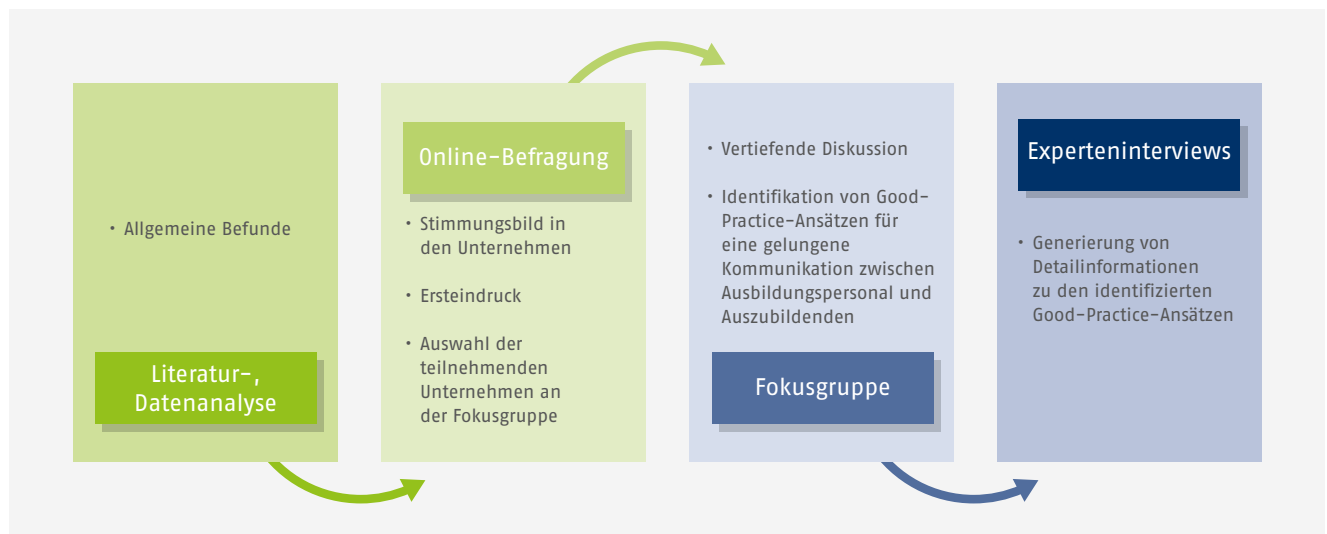 • Allgemeine Befunde
Literatur-,
Datenanalyse
Online-Befragung
• Stimmungsbild in
den Unternehmen
• Ersteindruck
• Auswahl der
teilnehmenden
Unternehmen an
der Fokusgruppe
• Vertiefende Diskussion
• Identifikation von Good-
Practice-Ansätzen für
eine gelungene
Kommunikation zwischen
Ausbildungspersonal und
Auszubildenden
Fokusgruppe
Experteninterviews
• Generierung von
Detailinformationen
zu den identifizierten
Good-Practice-Ansätzen